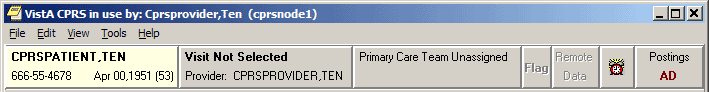 VistA CPRS in use by: Cprsprovider,Ten (cprsnode1)
File Edit View Tools Help
CPRSPATIENT,TEN
666-55-4678 Apr 00,1951 (53)
Visit Not Selected
Provider: CPRSPROVIDER,TEN
Primary Care Team Unassigned
Flag
Remote
Data
Postings
AD